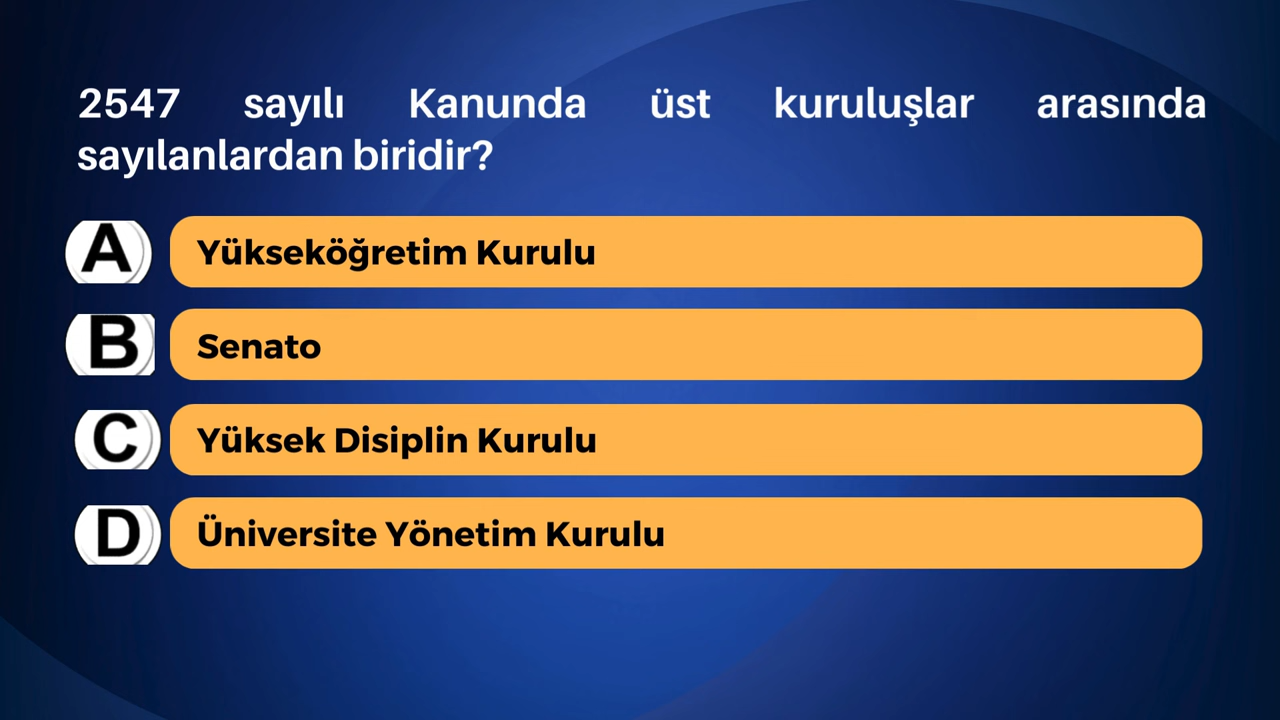 2547 sayılı Kanunda üst kuruluşlar arasında
sayılanlardan biridir?
A Yükseköğretim Kurulu
B Senato
C Yüksek Disiplin Kurulu
D Üniversite Yönetim Kurulu